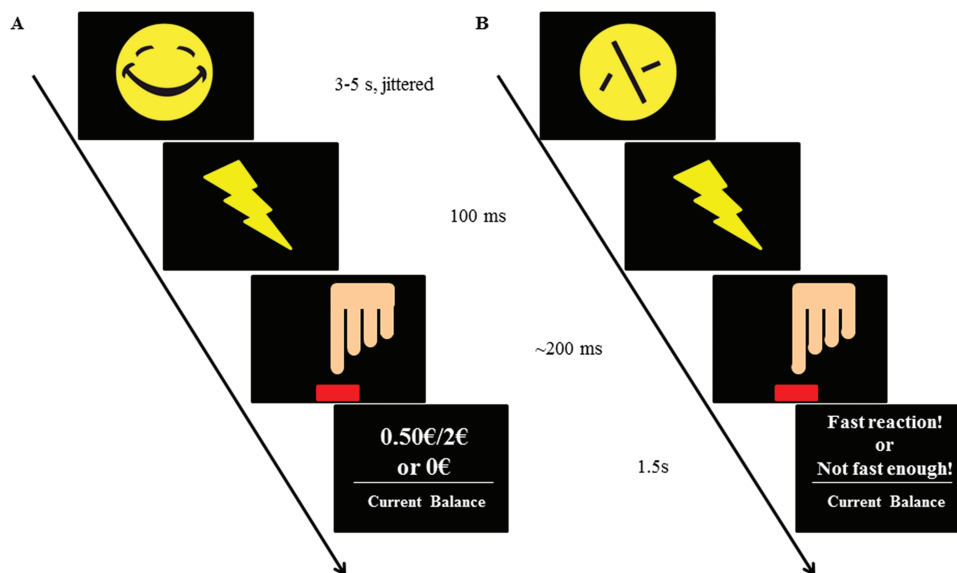 A
B
3-5 s, jittered
100 ms
~200 ms
0.50€/2€
or 0€
Current Balance
1.5s
Fast reaction!
or
Not fast enough!
Current Balance